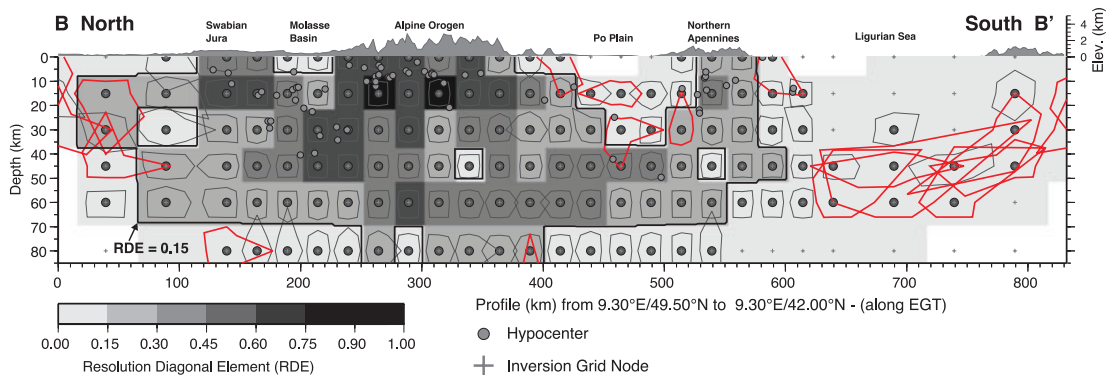 B North
Swabian
Jura
Molasse
Basin
Alpine Orogen
Po Plain
Northern
Apennines
Ligurian Sea
South B'
0
10
20
30
40
50
60
70
80
Depth (km)
4
2
0
Elev. (km)
RDE = 0.15
0 100 200 300 400 500 600 700 800
Profile (km) from 9.30°E/49.50°N to 9.30°E/42.00°N - (along EGT)
Hypocenter
Inversion Grid Node
0.00 0.15 0.30 0.45 0.60 0.75 0.90 1.00
Resolution Diagonal Element (RDE)